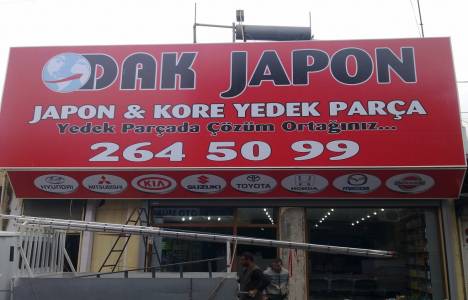 ODAK JAPON
JAPON & KORE YEDEK PARÇA
Yedek Parçada Çözüm Ortağınız...
264 50 99
HYUNDAI MITSUBISHI KIA SUZUKI TOYOTA HONDA mazda